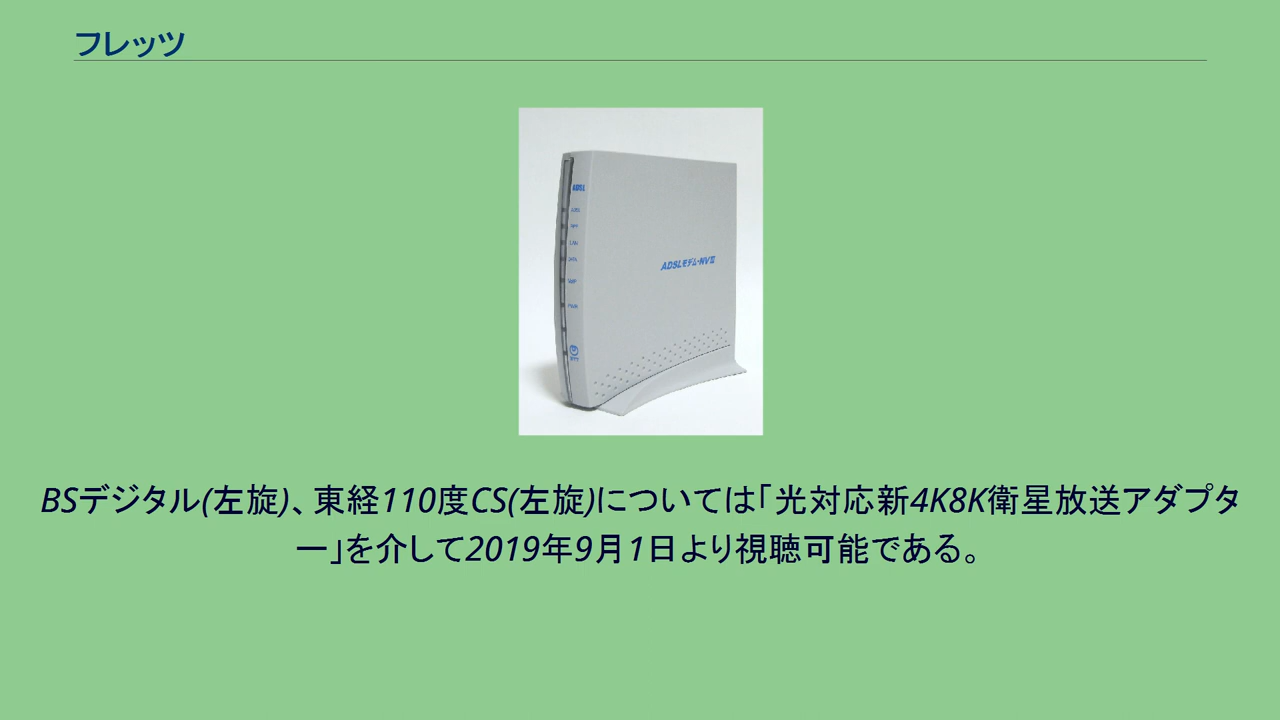 フレッツ
ADSL
ADSLモデム-NVⅢ
BSデジタル(左旋)、東経110度CS(左旋)については「光対応新4K8K衛星放送アダプタ
ー」を介して2019年9月1日より視聴可能である。